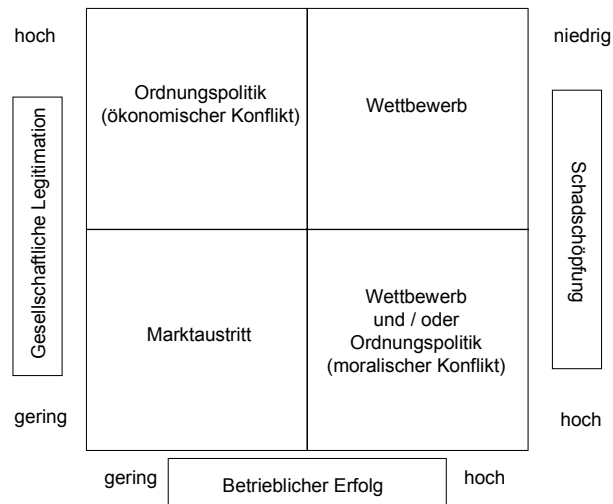 hoch
niedrig
Ordnungspolitik
(ökonomischer Konflikt)
Wettbewerb
Gesellschaftliche Legitimation
Schadschöpfung
Marktaustritt
Wettbewerb
und / oder
Ordnungspolitik
(moralischer Konflikt)
gering
hoch
gering
Betrieblicher Erfolg
hoch